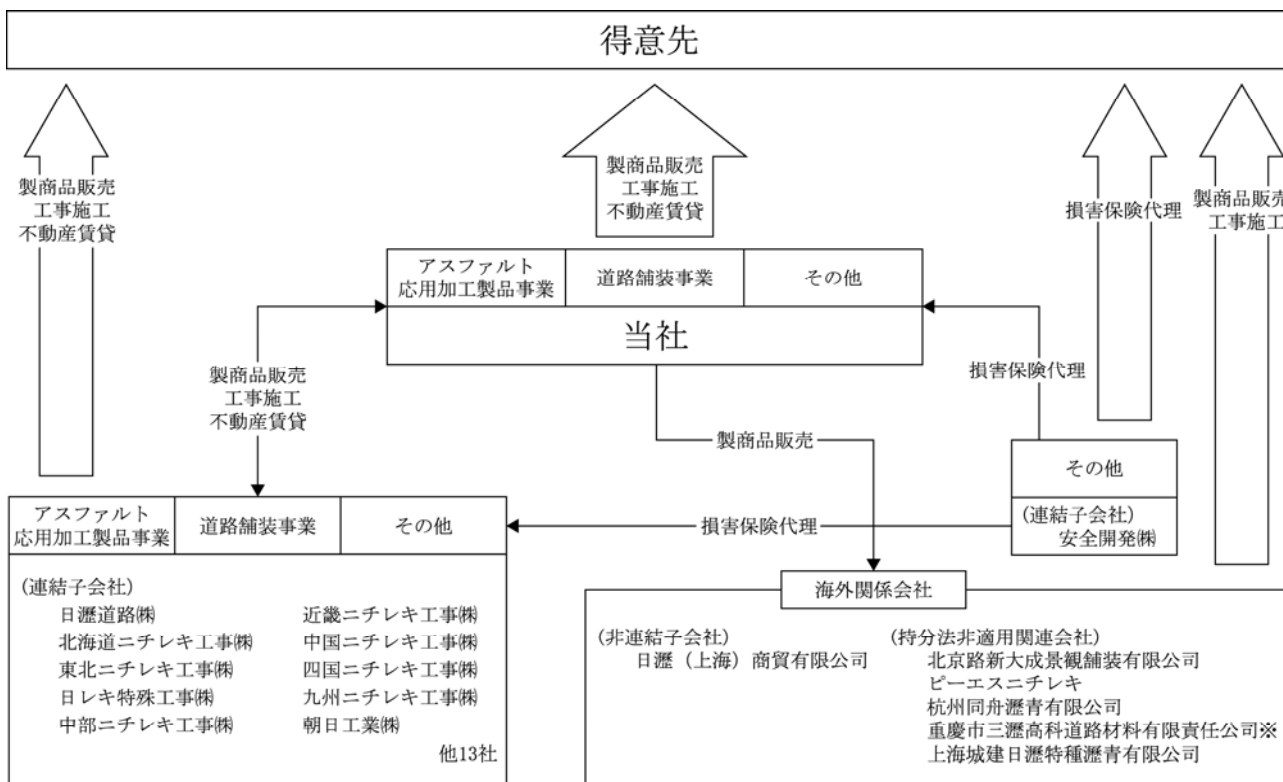 得意先
製商品販売
工事施工
不動産賃貸
製商品販売
工事施工
不動産賃貸
損害保険代理
製商品販売
工事施工
アスファルト
応用加工製品事業
道路舗装事業
その他
当社
製商品販売
工事施工
不動産賃貸
損害保険代理
製商品販売
その他
(連結子会社)
安全開発㈱
損害保険代理
アスファルト
応用加工製品事業
道路舗装事業
その他
(連結子会社)
日瀝道路㈱
北海道ニチレキ工事㈱
東北ニチレキ工事㈱
日レキ特殊工事㈱
中部ニチレキ工事㈱
近畿ニチレキ工事㈱
中国ニチレキ工事㈱
四国ニチレキ工事㈱
九州ニチレキ工事㈱
朝日工業㈱
他13社
海外関係会社
(非連結子会社)
日瀝（上海）商貿有限公司
(持分法非適用関連会社)
北京路新大成景観舗装有限公司
ピーエスニチレキ
杭州同舟瀝青有限公司
重慶市三瀝高科道路材料有限責任公司※
上海城建日瀝特種瀝青有限公司